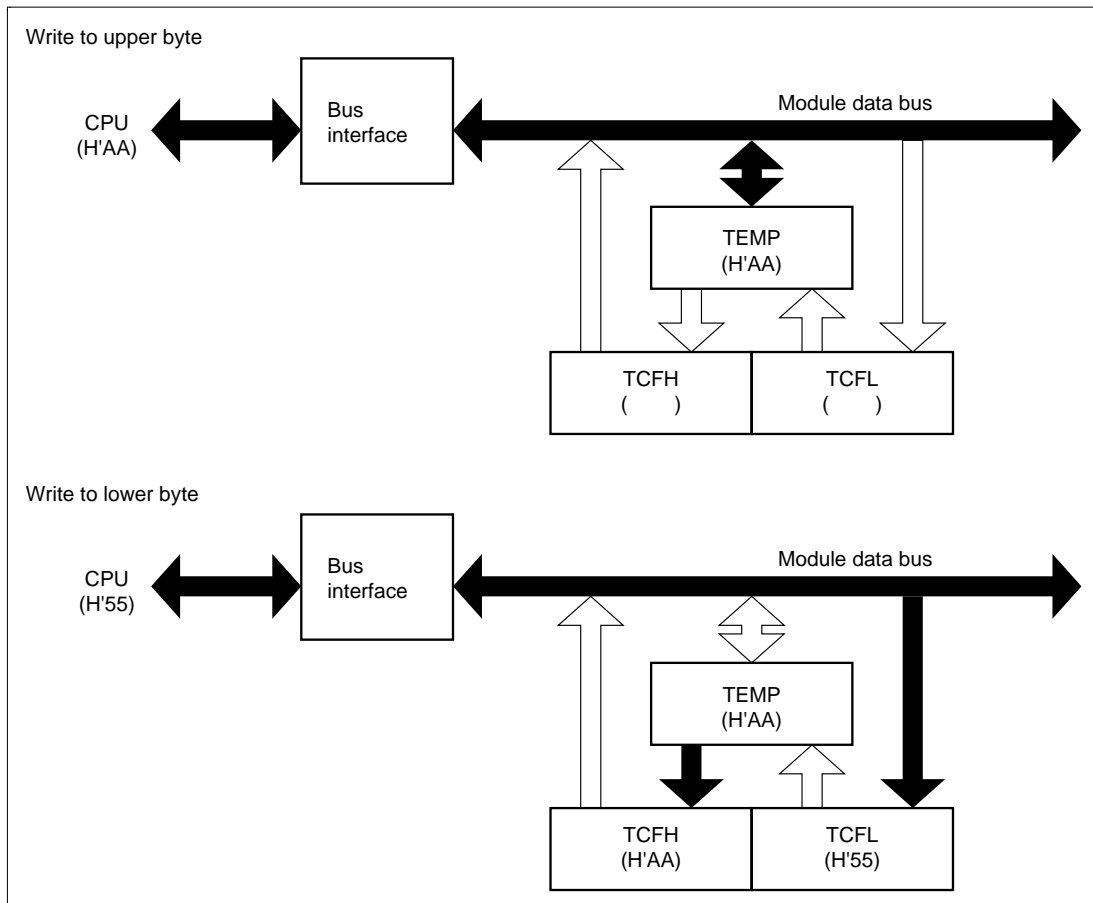 Write to upper byte
CPU
(H'AA)
Bus
interface
Module data bus
TEMP
(H'AA)
TCFH
(      )
TCFL
(      )
Write to lower byte
CPU
(H'55)
Bus
interface
Module data bus
TEMP
(H'AA)
TCFH
(H'AA)
TCFL
(H'55)